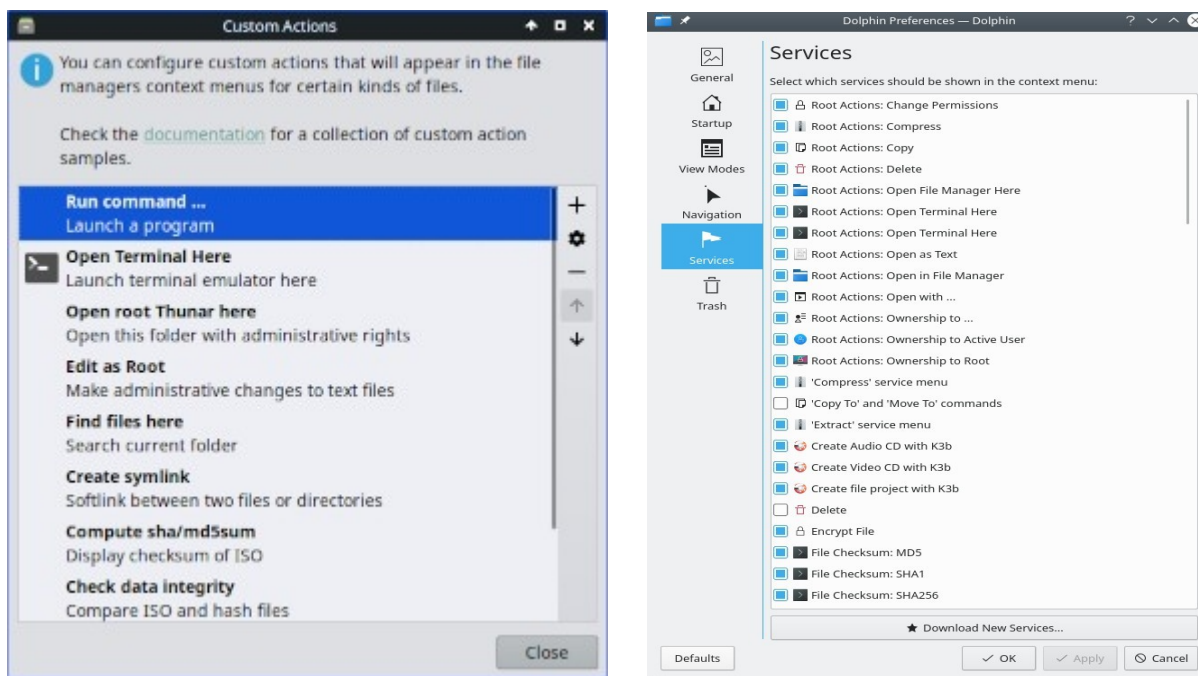 Custom Actions
You can configure custom actions that will appear in the file
managers context menus for certain kinds of files.
Check the documentation for a collection of custom action
samples.
Run command ...
Launch a program
Open Terminal Here
Launch terminal emulator here
Open root Thunar here
Open this folder with administrative rights
Edit as Root
Make administrative changes to text files
Find files here
Search current folder
Create symlink
Softlink between two files or directories
Compute sha/md5sum
Display checksum of ISO
Check data integrity
Compare ISO and hash files
Close
Dolphin Preferences — Dolphin
General
Startup
View Modes
Navigation
Services
Trash
Services
Select which services should be shown in the context menu:
Root Actions: Change Permissions
Root Actions: Compress
Root Actions: Copy
Root Actions: Delete
Root Actions: Open File Manager Here
Root Actions: Open Terminal Here
Root Actions: Open Terminal Here
Root Actions: Open as Text
Root Actions: Open in File Manager
Root Actions: Open with ...
Root Actions: Ownership to ...
Root Actions: Ownership to Active User
Root Actions: Ownership to Root
'Compress' service menu
'Copy To' and 'Move To' commands
'Extract' service menu
Create Audio CD with K3b
Create Video CD with K3b
Create file project with K3b
Delete
Encrypt File
File Checksum: MD5
File Checksum: SHA1
File Checksum: SHA256
Download New Services...
Defaults
OK
Apply
Cancel